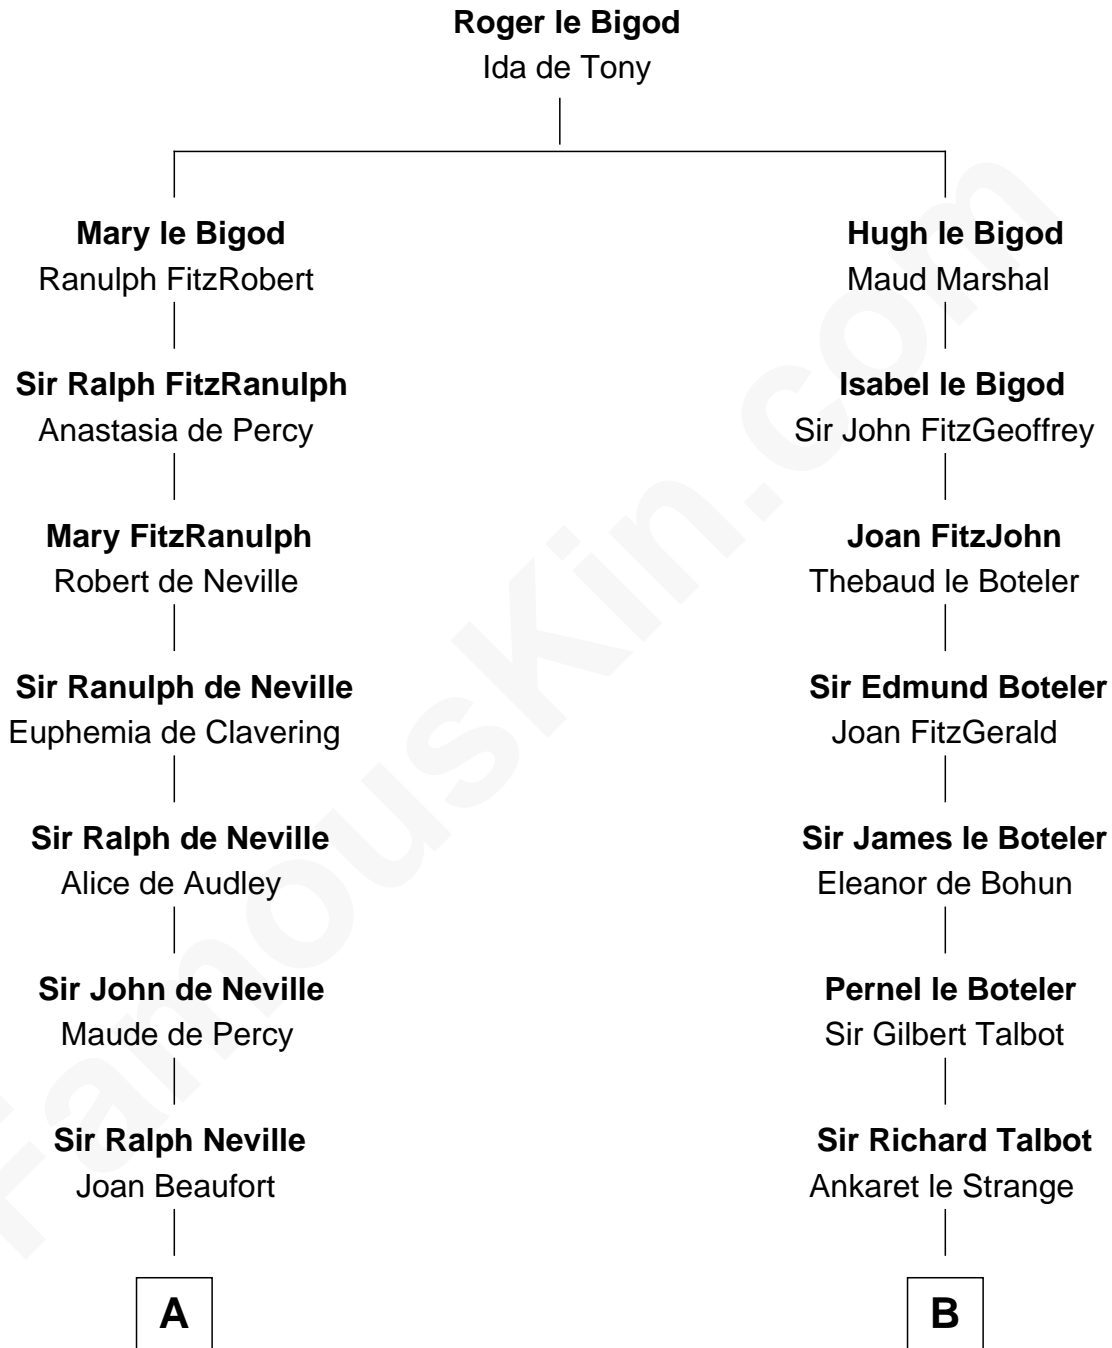 Roger le Bigod
Ida de Tony
Mary le Bigod
Ranulph FitzRobert
Hugh le Bigod
Maud Marshal
Sir Ralph FitzRanulph
Anastasia de Percy
Isabel le Bigod
Sir John FitzGeoffrey
Mary FitzRanulph
Robert de Neville
Joan FitzJohn
Thebaud le Boteler
Sir Ranulph de Neville
Euphemia de Clavering
Sir Edmund Boteler
Joan FitzGerald
Sir Ralph de Neville
Alice de Audley
Sir James le Boteler
Eleanor de Bohun
Sir John de Neville
Maude de Percy
Pernel le Boteler
Sir Gilbert Talbot
Sir Ralph Neville
Joan Beaufort
Sir Richard Talbot
Ankaret le Strange
A
B
FamousKin.com